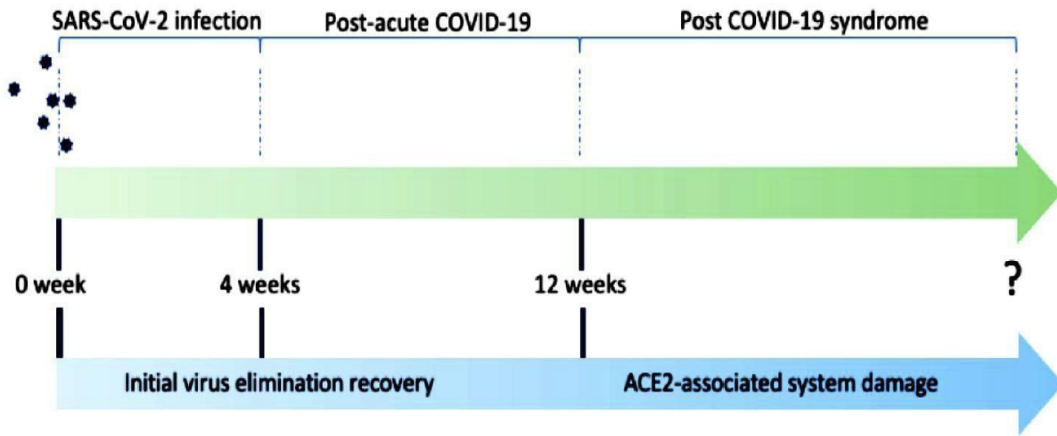 SARS-CoV-2 infection
Post-acute COVID-19
Post COVID-19 syndrome
0 week
4 weeks
12 weeks
?
Initial virus elimination recovery
ACE2-associated system damage